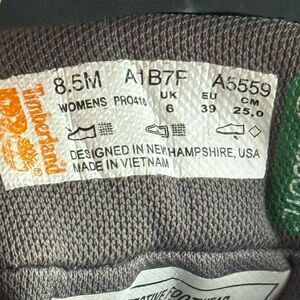 Timberland
8.5M A1B7F A5559
UK EU CM
WOMENS PRO418 6 39 25,0
DESIGNED IN NEW HAMPSHIRE, USA
MADE IN VIETNAM